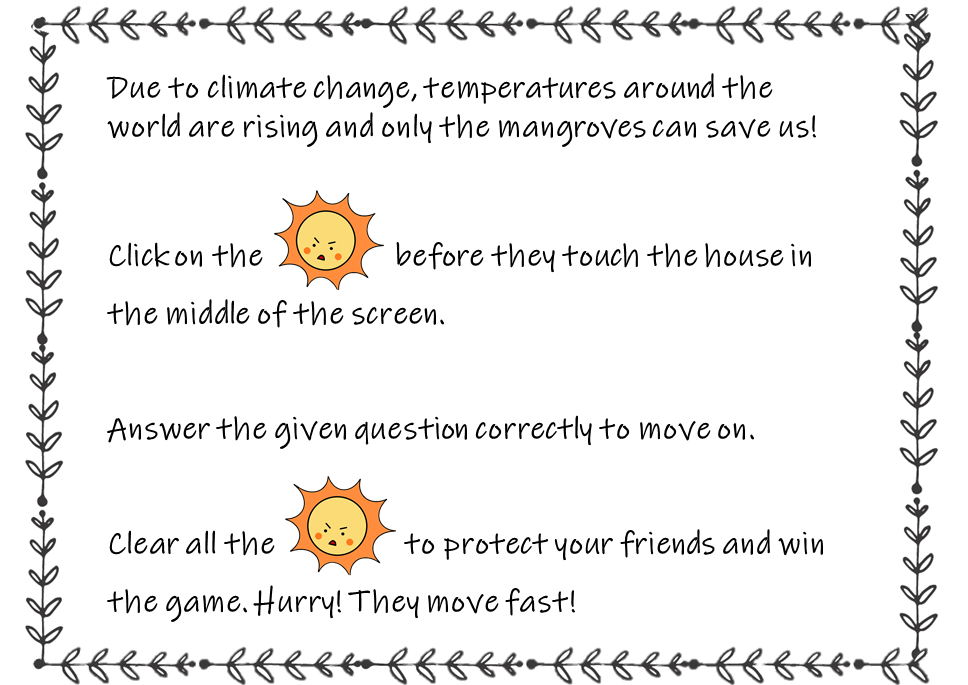 Due to climate change, temperatures around the
world are rising and only the mangroves can save us!
Click on the before they touch the house in
the middle of the screen.
Answer the given question correctly to move on.
Clear all the to protect your friends and win
the game. Hurry! They move fast!